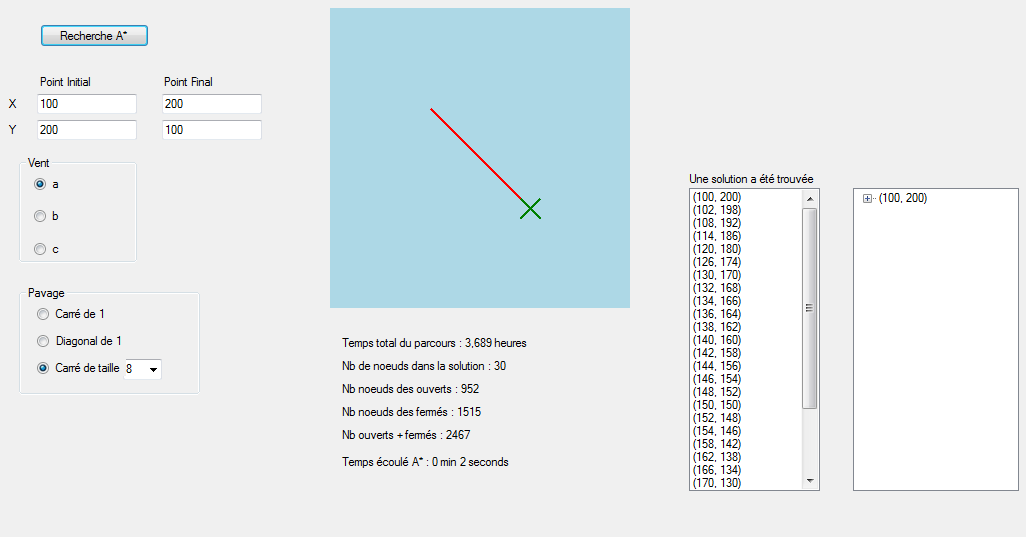 Recherche A*
Point Initial
Point Final
X
100
200
Y
200
100
Vent
a
b
c
Pavage
Carré de 1
Diagonal de 1
Carré de taille
8
Temps total du parcours : 3,689 heures
Nb de noeuds dans la solution : 30
Nb noeuds des ouverts : 952
Nb noeuds des fermés : 1515
Nb ouverts + fermés : 2467
Temps écoulé A* : 0 min 2 seconds
Une solution a été trouvée
(100, 200)
(102, 198)
(108, 192)
(114, 186)
(120, 180)
(126, 174)
(130, 170)
(132, 168)
(134, 166)
(136, 164)
(138, 162)
(140, 160)
(142, 158)
(144, 156)
(146, 154)
(148, 152)
(150, 150)
(152, 148)
(154, 146)
(158, 142)
(162, 138)
(166, 134)
(170, 130)
(100, 200)